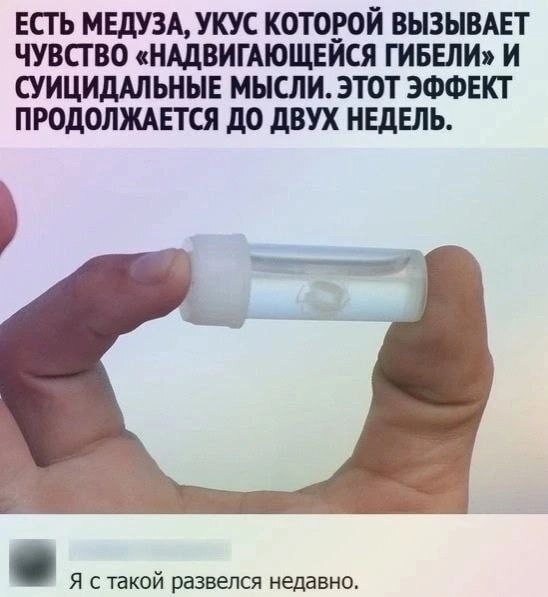 ЕСТЬ МЕДУЗА, УКУС КОТОРОЙ ВЫЗЫВАЕТ
ЧУВСТВО «НАДВИГАЮЩЕЙСЯ ГИБЕЛИ» И
СУИЦИДАЛЬНЫЕ МЫСЛИ. ЭТОТ ЭФФЕКТ
ПРОДОЛЖАЕТСЯ ДО ДВУХ НЕДЕЛЬ.
Я с такой развелся недавно.